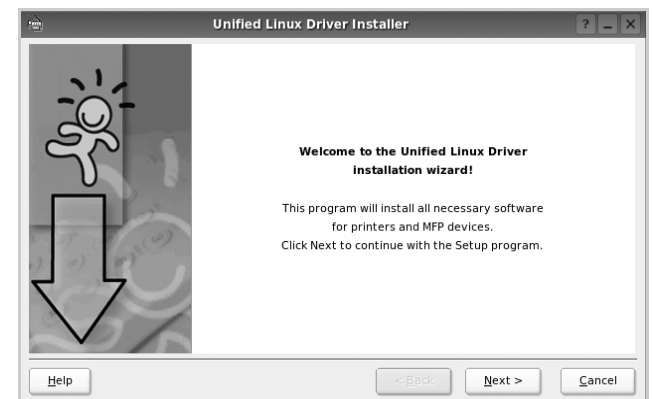 Unified Linux Driver Installer
? _ X
Welcome to the Unified Linux Driver
installation wizard!
This program will install all necessary software
for printers and MFP devices.
Click Next to continue with the Setup program.
Help
< Back
Next >
Cancel